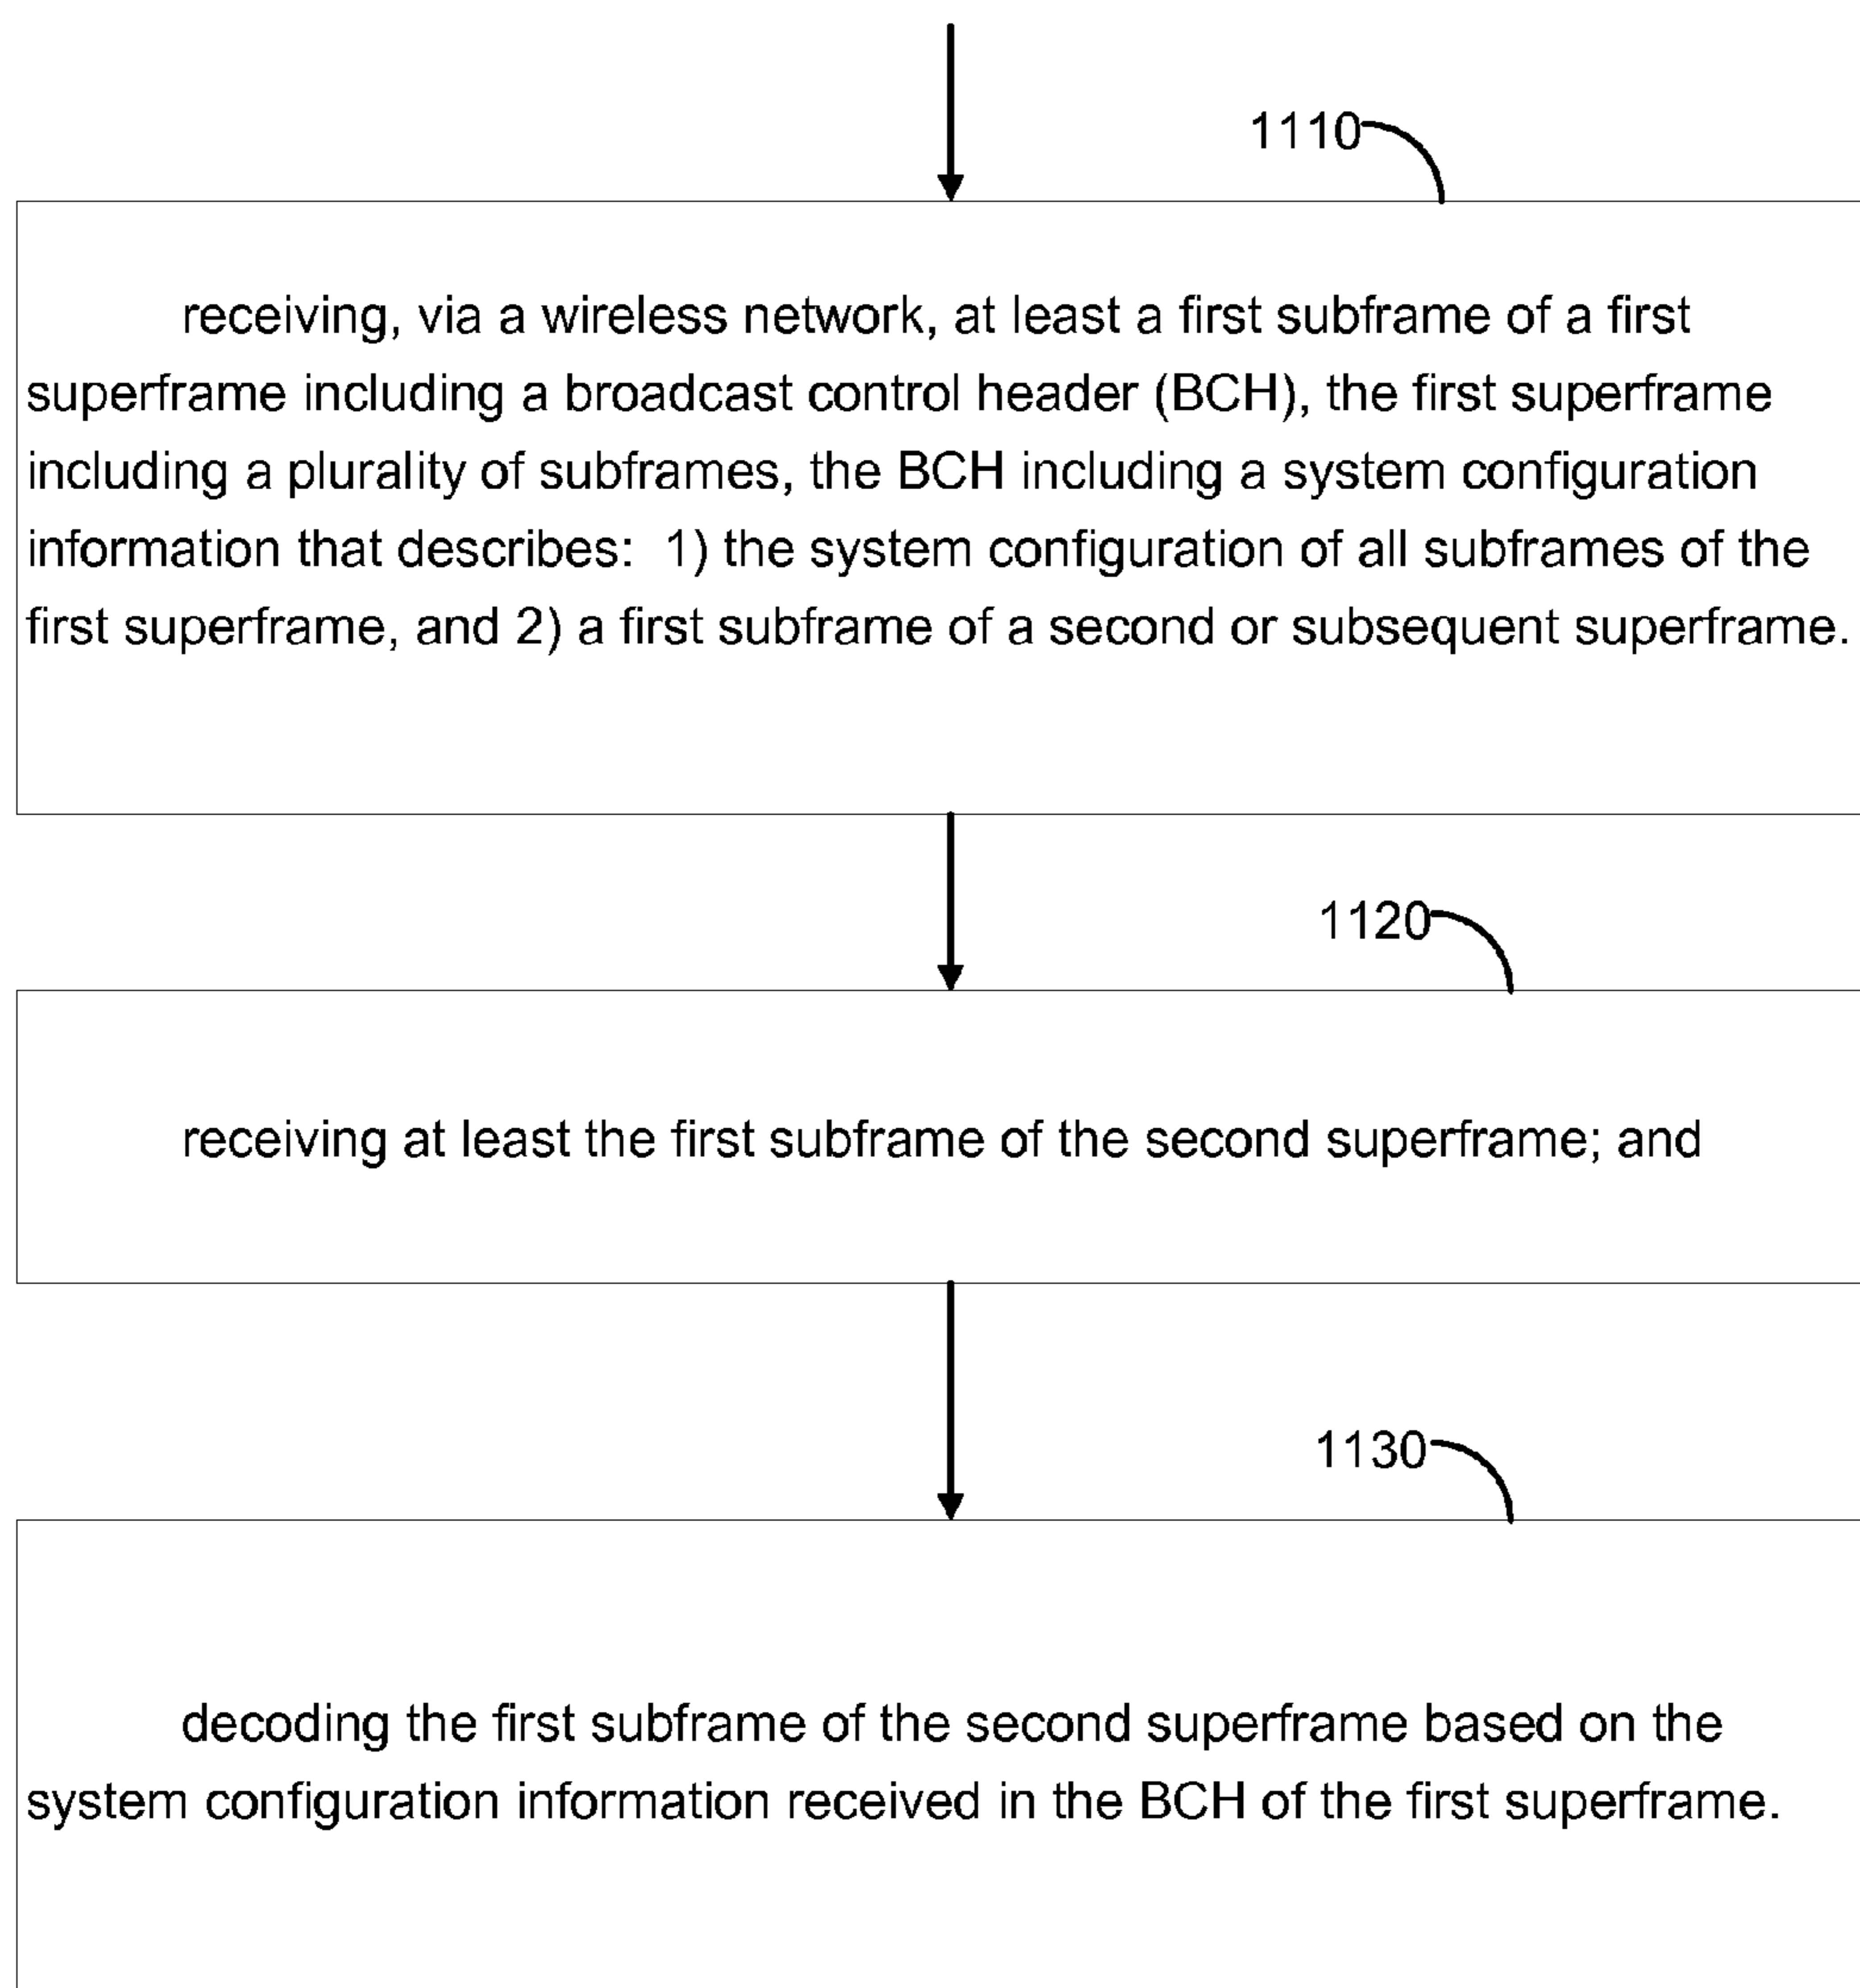 1110
receiving, via a wireless network, at least a first subframe of a first
superframe including a broadcast control header (BCH), the first superframe
including a plurality of subframes, the BCH including a system configuration
information that describes: 1) the system configuration of all subframes of the
first superframe, and 2) a first subframe of a second or subsequent superframe.
1120
receiving at least the first subframe of the second superframe; and
1130
decoding the first subframe of the second superframe based on the
system configuration information received in the BCH of the first superframe.